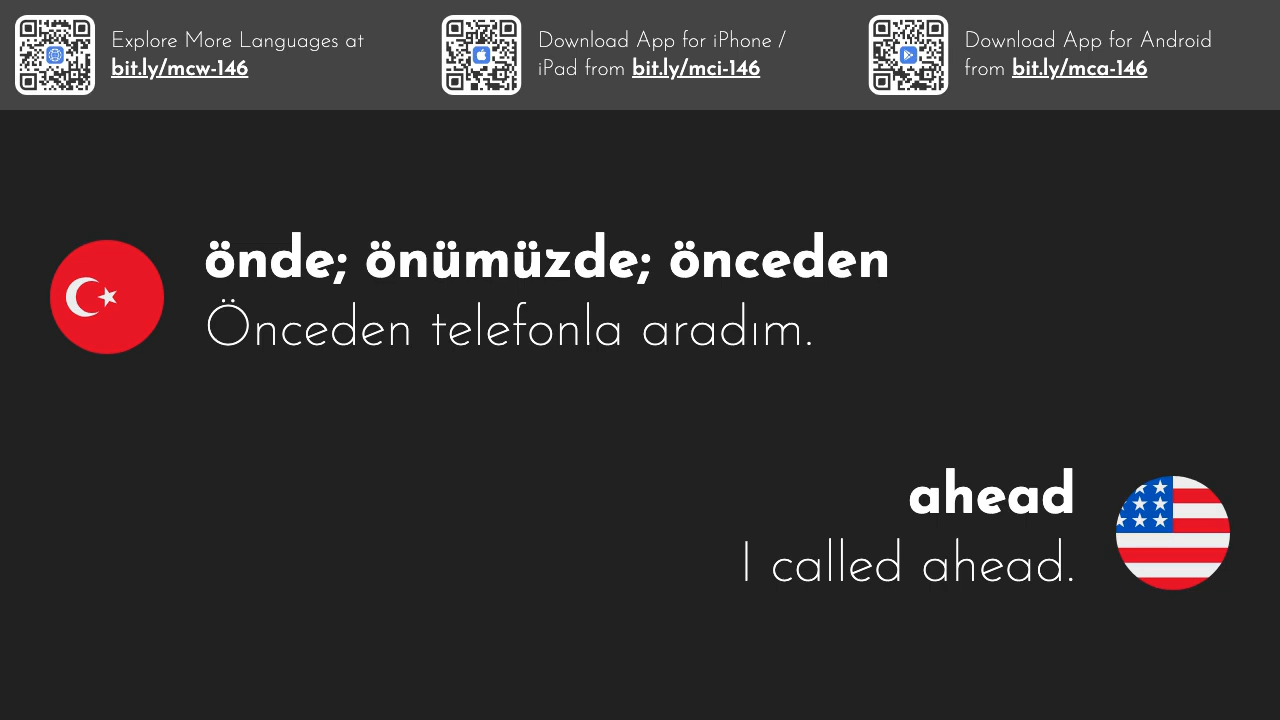 Explore More Languages at
bit.ly/mcw-146
Download App for iPhone /
iPad from bit.ly/mci-146
Download App for Android
from bit.ly/mca-146
önde; önümüzde; önceden
Önceden telefonla aradım.
ahead
I called ahead.